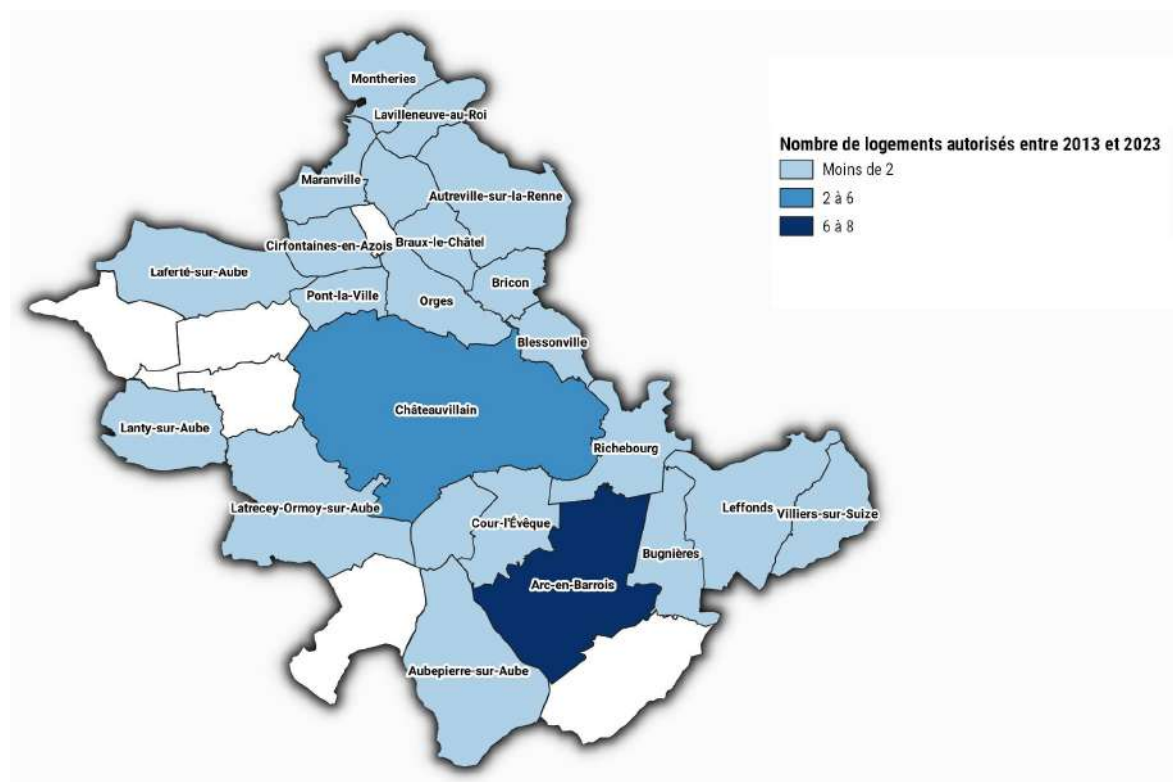 Montheries
Lavilleneuve-au-Roi
Nombre de logements autorisés entre 2013 et 2023
Moins de 2
2 à 6
6 à 8
Maranville
Autreville-sur-la-Renne
Cirfontaines-en-Azois
Braux-le-Châtel
Laferté-sur-Aube
Bricon
Pont-la-Ville
Orges
Blessonville
Châteauvillain
Lanty-sur-Aube
Richebourg
Latrecey-Ormoy-sur-Aube
Leffonds
Villiers-sur-Suize
Cour-l'Évêque
Bugnières
Arc-en-Barrois
Aubepierre-sur-Aube